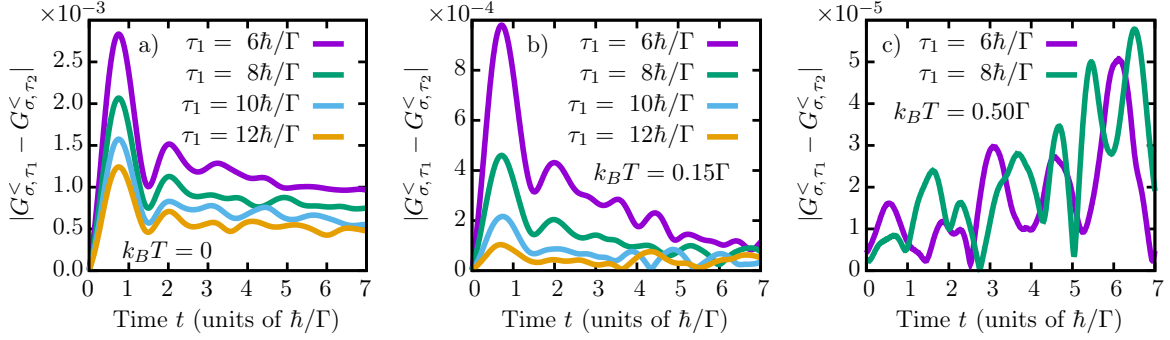 ×10⁻³
|G^<_{σ,τ₁} − G^<_{σ,τ₂}|
2.5
2.0
1.5
1.0
0.5
0.0
a)
τ₁ = 6ℏ/Γ
τ₁ = 8ℏ/Γ
τ₁ = 10ℏ/Γ
τ₁ = 12ℏ/Γ
k_BT = 0
0 1 2 3 4 5 6 7
Time t (units of ℏ/Γ)
×10⁻⁴
|G^<_{σ,τ₁} − G^<_{σ,τ₂}|
8
6
4
2
0
b)
τ₁ = 6ℏ/Γ
τ₁ = 8ℏ/Γ
τ₁ = 10ℏ/Γ
τ₁ = 12ℏ/Γ
k_BT = 0.15Γ
0 1 2 3 4 5 6 7
Time t (units of ℏ/Γ)
×10⁻⁵
|G^<_{σ,τ₁} − G^<_{σ,τ₂}|
5
4
3
2
1
0
c)
τ₁ = 6ℏ/Γ
τ₁ = 8ℏ/Γ
k_BT = 0.50Γ
0 1 2 3 4 5 6 7
Time t (units of ℏ/Γ)